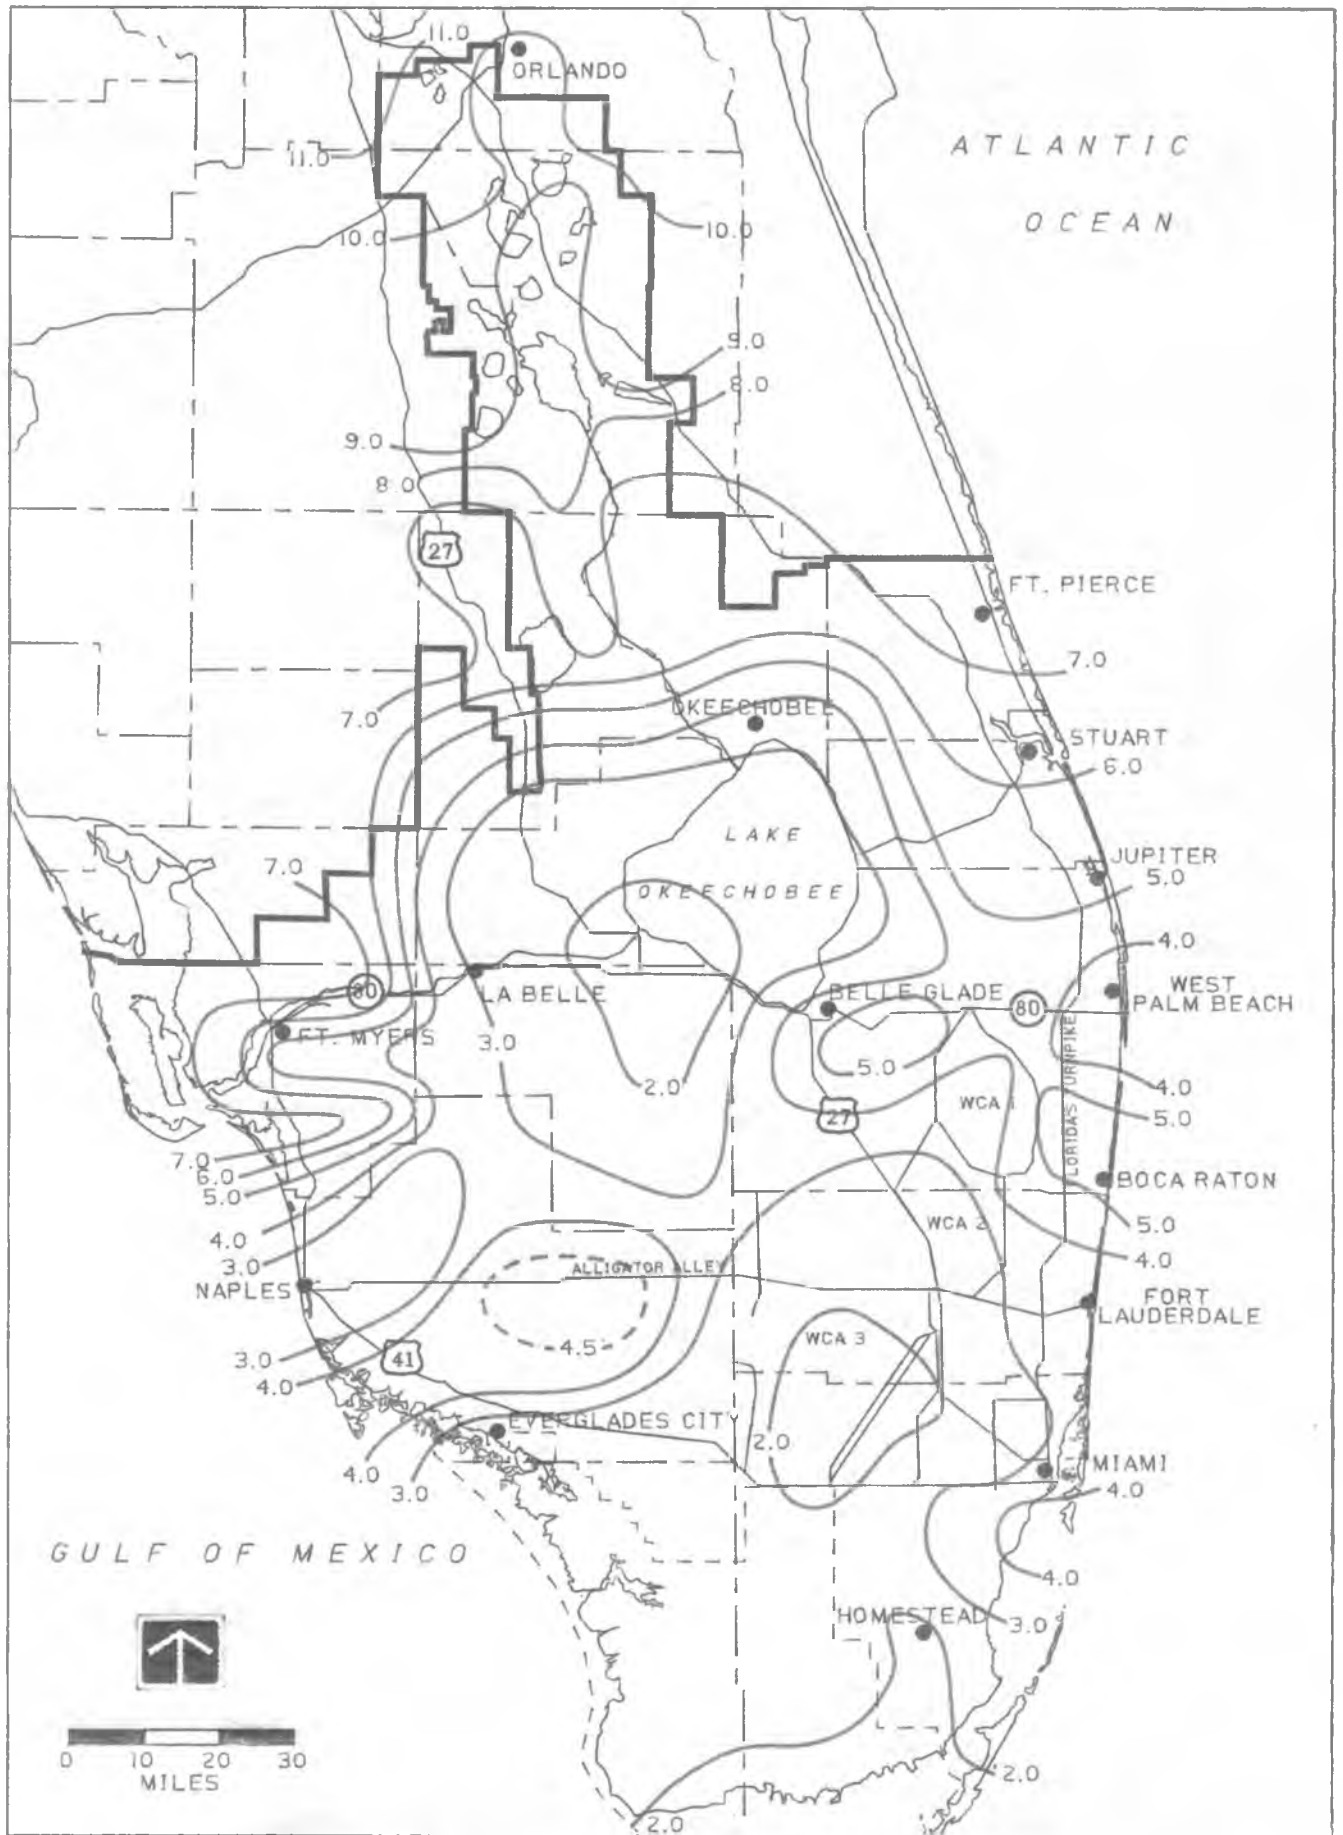 11.0
ORLANDO
ATLANTIC
OCEAN
11.0
10.0
10.0
9.0
8.0
9.0
8.0
27
FT. PIERCE
7.0
7.0
OKEECHOBEE
STUART
6.0
LAKE
OKEECHOBEE
JUPITER
5.0
7.0
4.0
80
LA BELLE
BELLE GLADE
80
WEST
PALM BEACH
FT. MYERS
3.0
5.0
2.0
4.0
5.0
27
WCA 1
LORIDAS URNPIKE
7.0
6.0
5.0
BOCA RATON
5.0
WCA 2
4.0
4.0
3.0
NAPLES
ALLIGATOR ALLEY
FORT
LAUDERDALE
4.5
WCA 3
3.0
41
4.0
EVERGLADES CITY
2.0
4.0
3.0
MIAMI
4.0
GULF OF MEXICO
4.0
HOMESTEAD
3.0
0 10 20 30
MILES
2.0
2.0